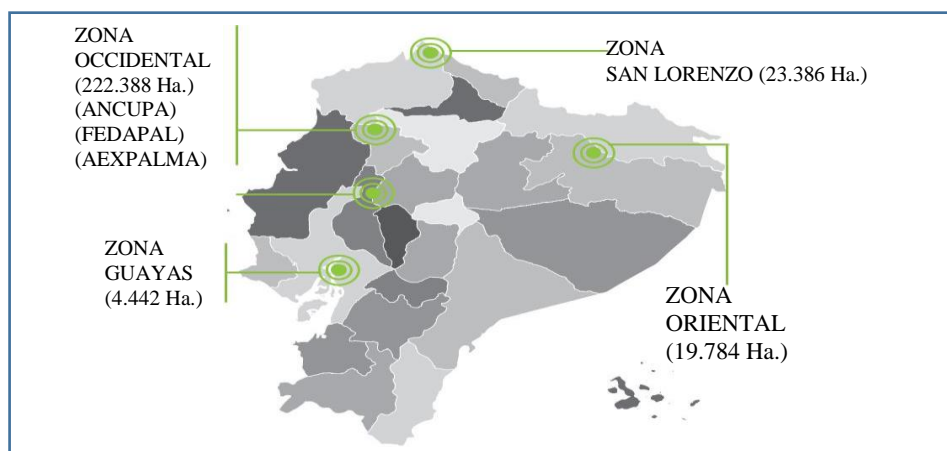 ZONA
OCCIDENTAL
(222.388 Ha.)
(ANCUPA)
(FEDAPAL)
(AEXPALMA)
ZONA
SAN LORENZO (23.386 Ha.)
ZONA
GUAYAS
(4.442 Ha.)
ZONA
ORIENTAL
(19.784 Ha.)